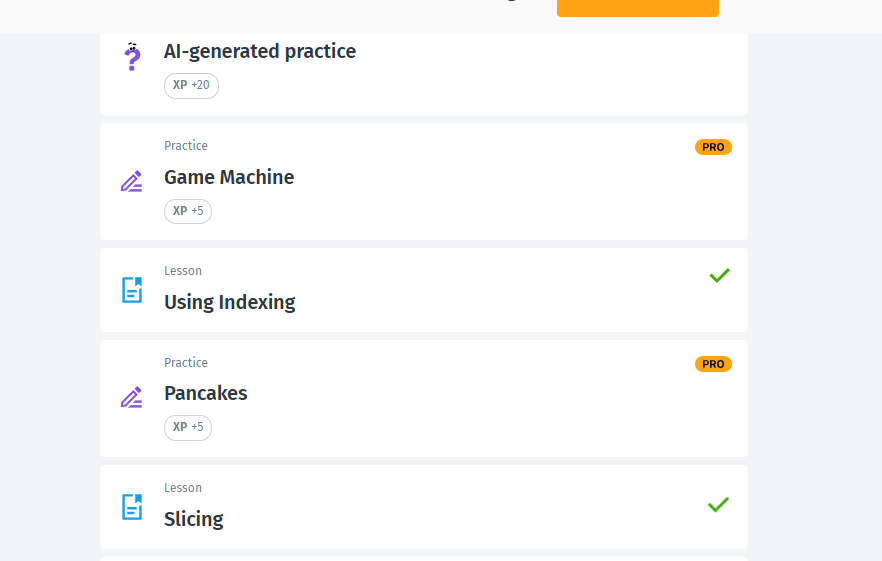 AI-generated practice
XP +20
Practice
PRO
Game Machine
XP +5
Lesson
Using Indexing
Practice
PRO
Pancakes
XP +5
Lesson
Slicing